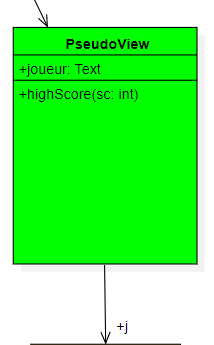 PseudoView
+joueur: Text
+highScore(sc: int)
+j